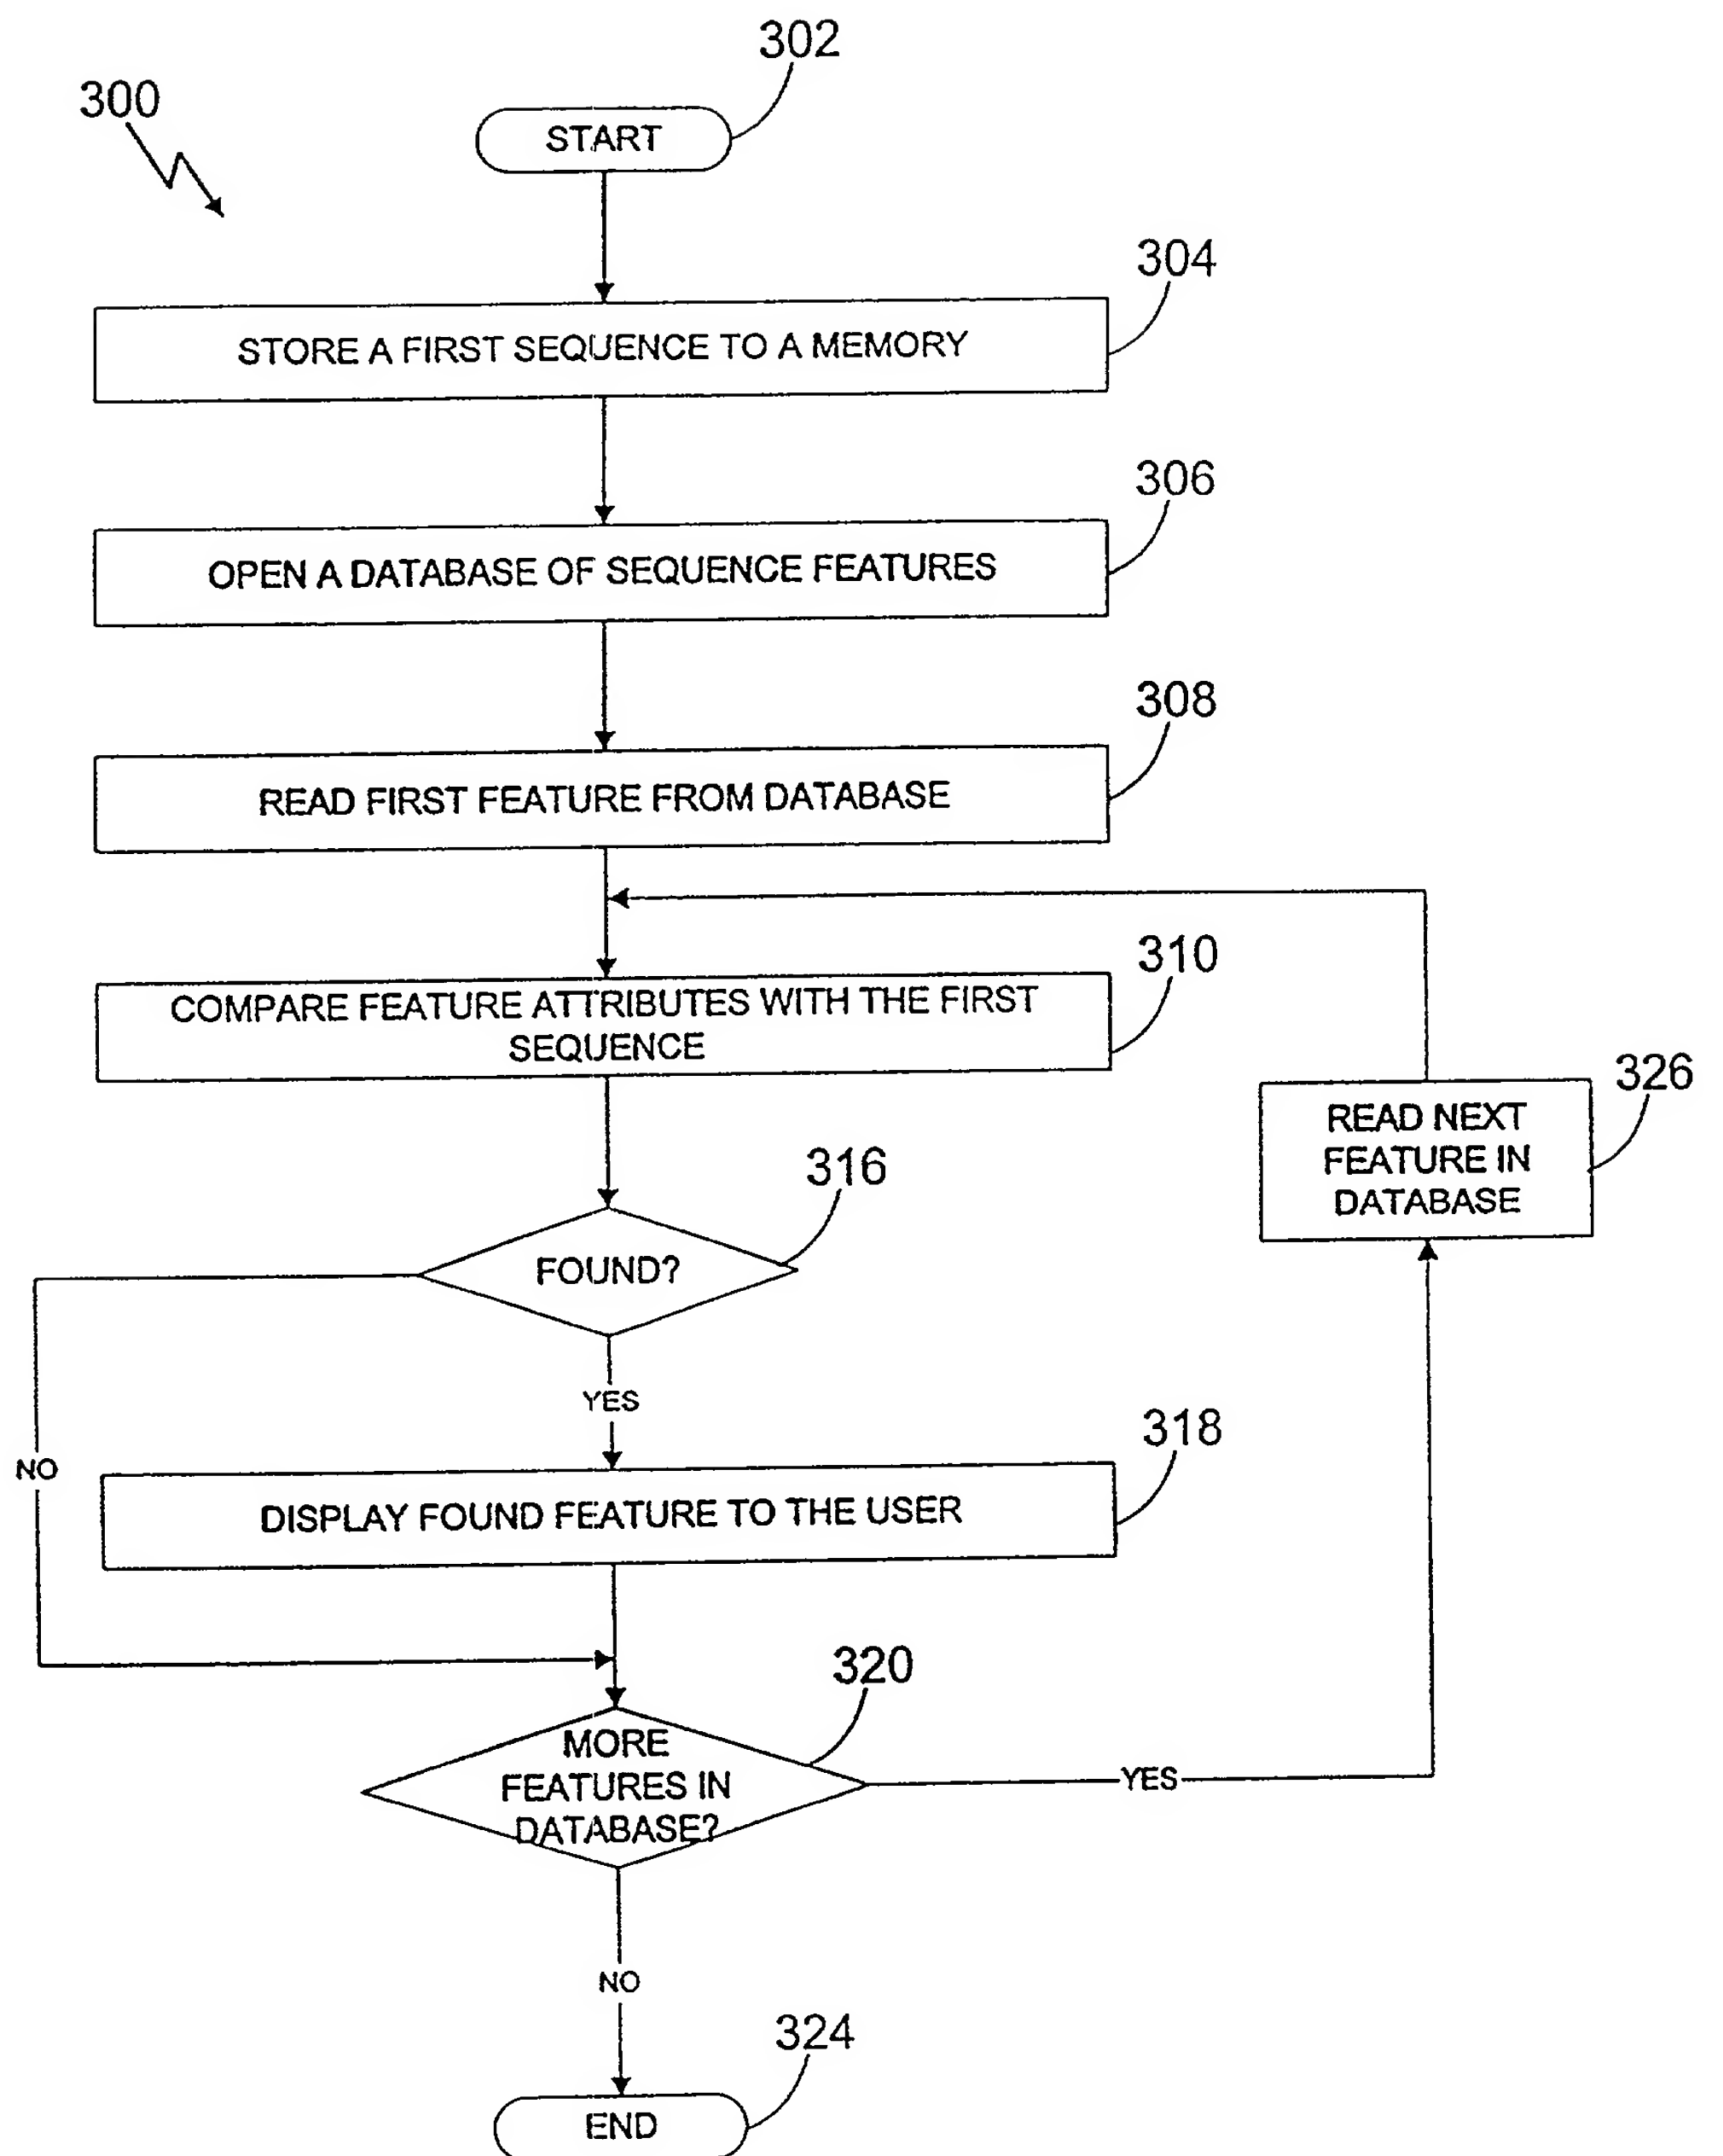 302
300
START
304
STORE A FIRST SEQUENCE TO A MEMORY
306
OPEN A DATABASE OF SEQUENCE FEATURES
308
READ FIRST FEATURE FROM DATABASE
310
COMPARE FEATURE ATTRIBUTES WITH THE FIRST
SEQUENCE
326
READ NEXT
FEATURE IN
DATABASE
316
FOUND?
YES
NO
318
DISPLAY FOUND FEATURE TO THE USER
320
MORE
FEATURES IN
DATABASE?
YES
NO
324
END